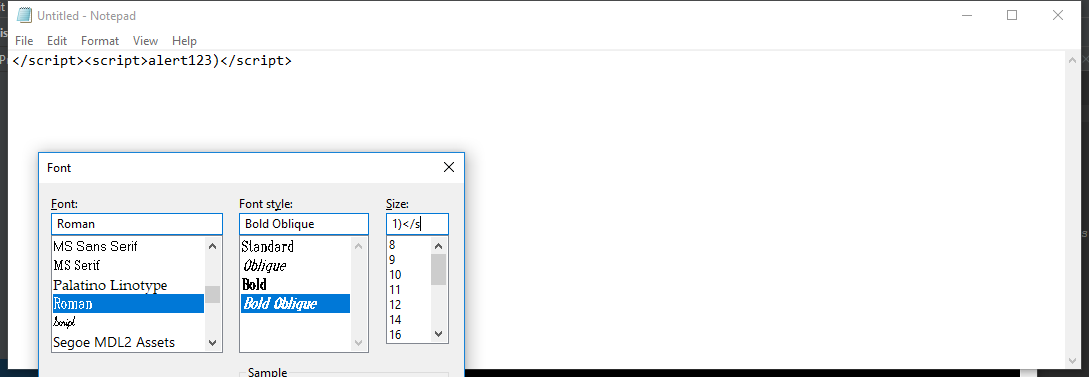 Untitled - Notepad
File Edit Format View Help
</script><script>alert123)</script>
Font
Font: Font style: Size:
Roman Bold Oblique 1)</s
MS Sans Serif Standard 8
MS Serif Oblique 9
Palatino Linotype Bold 10
Roman Bold Oblique 11
Script 12
Segoe MDL2 Assets 14
16
Sample